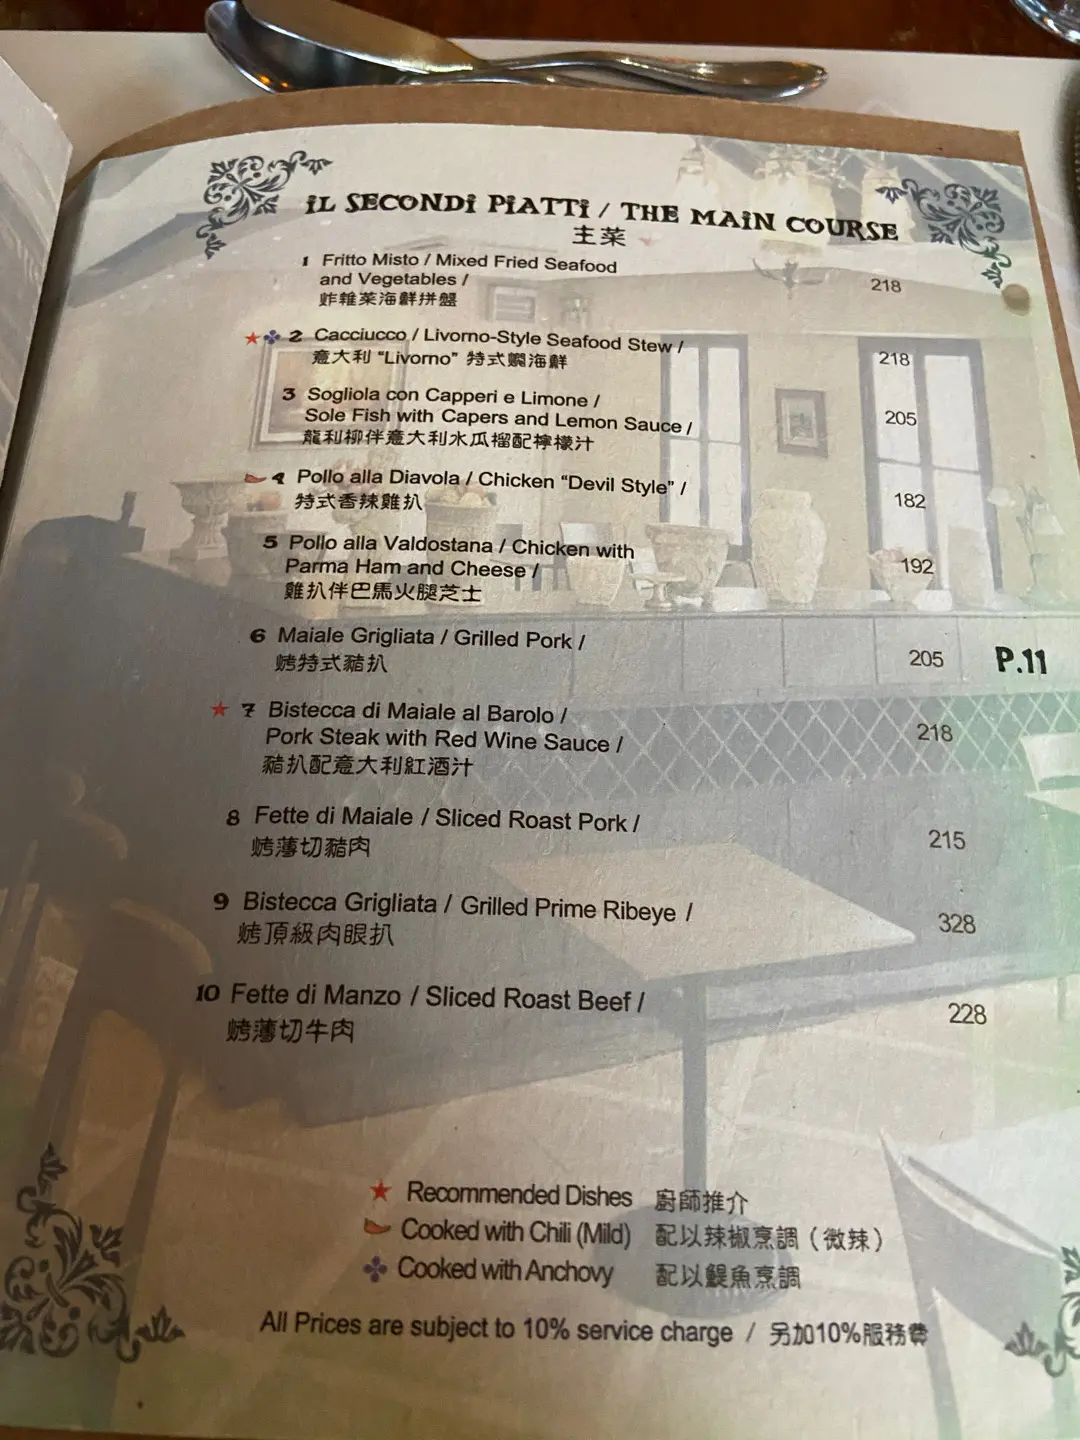 iL SECONDi PiATTi / THE MAiN COURSE
主菜
1 Fritto Misto / Mixed Fried Seafood
and Vegetables / 218
炸雜菜海鮮拼盤
2 Cacciucco / Livorno-Style Seafood Stew /
意大利 “Livorno” 特式燜海鮮 218
3 Sogliola con Capperi e Limone /
Sole Fish with Capers and Lemon Sauce / 205
龍利柳伴意大利水瓜榴配檸檬汁
4 Pollo alla Diavola / Chicken “Devil Style” /
特式香辣雞扒 182
5 Pollo alla Valdostana / Chicken with
Parma Ham and Cheese / 192
雞扒伴巴馬火腿芝士
6 Maiale Grigliata / Grilled Pork / 205
烤特式豬扒
P.11
7 Bistecca di Maiale al Barolo /
Pork Steak with Red Wine Sauce / 218
豬扒配意大利紅酒汁
8 Fette di Maiale / Sliced Roast Pork / 215
烤薄切豬肉
9 Bistecca Grigliata / Grilled Prime Ribeye / 328
烤頂級肉眼扒
10 Fette di Manzo / Sliced Roast Beef / 228
烤薄切牛肉
Recommended Dishes 廚師推介
Cooked with Chili (Mild) 配以辣椒烹調（微辣）
Cooked with Anchovy 配以鯷魚烹調
All Prices are subject to 10% service charge / 另加10%服務費